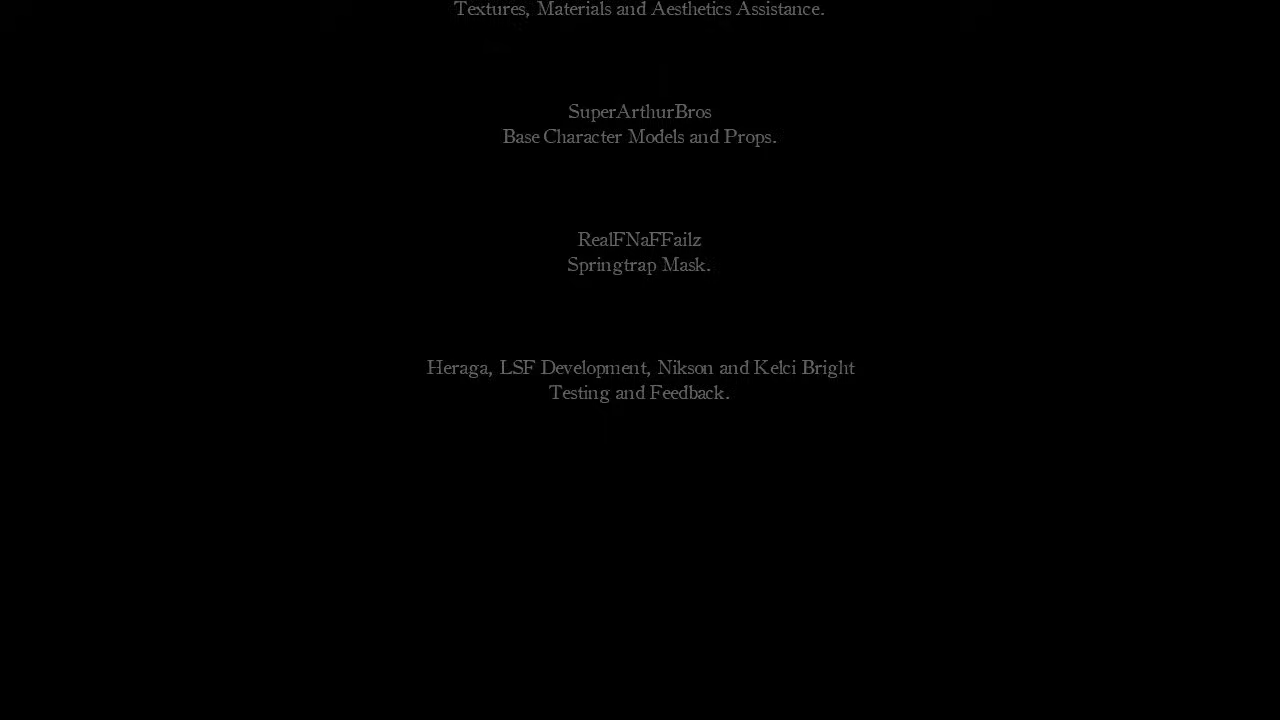 Textures, Materials and Aesthetics Assistance.
SuperArthurBros
Base Character Models and Props.
RealFNaFFailz
Springtrap Mask.
Heraga, LSF Development, Nikson and Kelci Bright
Testing and Feedback.